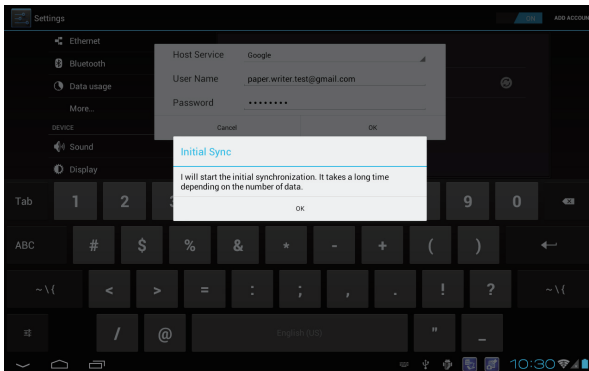 Settings
ON
ADD ACCOUN
Ethernet
Bluetooth
Data usage
More...
DEVICE
Sound
Display
Host Service Google
User Name paper.writer.test@gmail.com
Password ••••••••
Cancel OK
Initial Sync
I will start the initial synchronization. It takes a long time
depending on the number of data.
OK
Tab 1 2 9 0
ABC # $ % & * - + ( )
~ \ { < > = : ; , . ! ? ~ \ {
/ @ English (US) " _
10:30